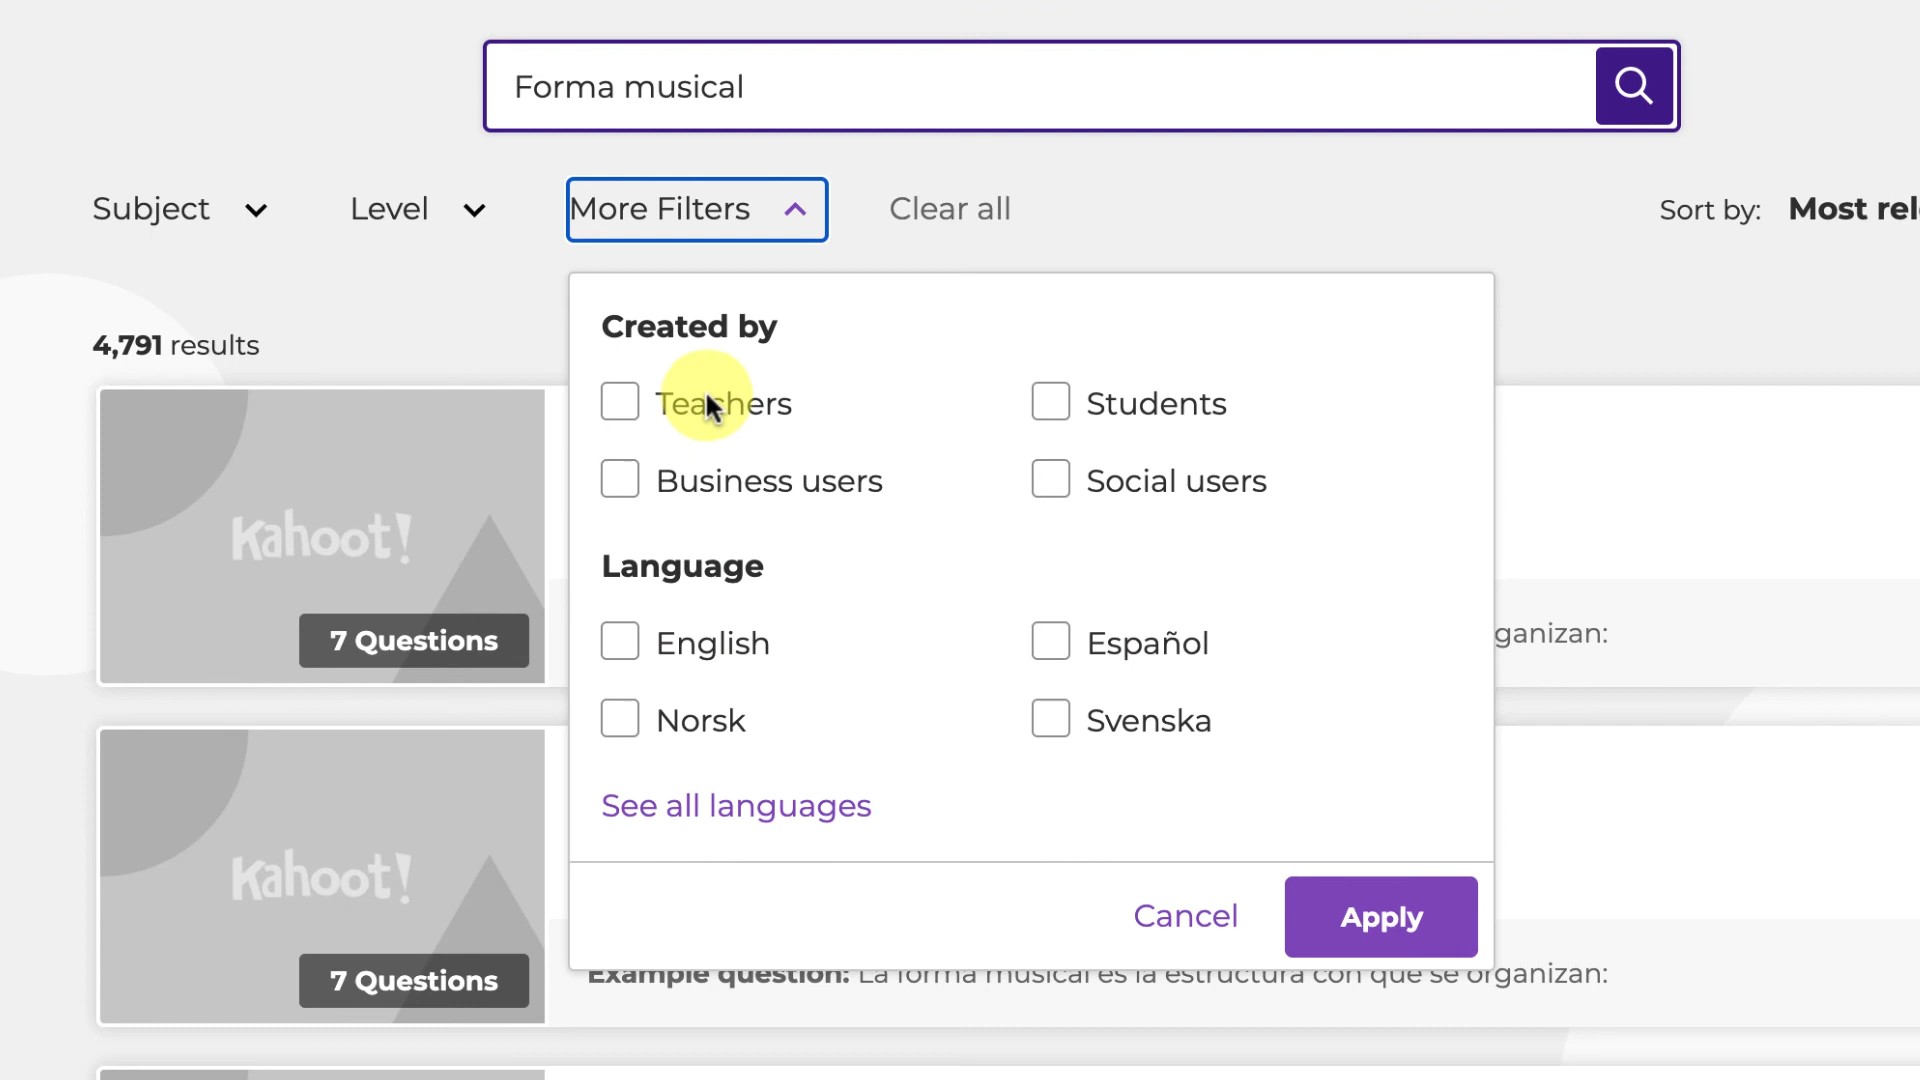 Forma musical
Subject
Level
More Filters
Clear all
Sort by: Most rel
4,791 results
Created by
Teachers
Students
Business users
Social users
Language
English
Español
Norsk
Svenska
See all languages
Cancel
Apply
Kahoot!
7 Questions
ganizan:
Kahoot!
7 Questions
Example question: La forma musical es la estructura con que se organizan: